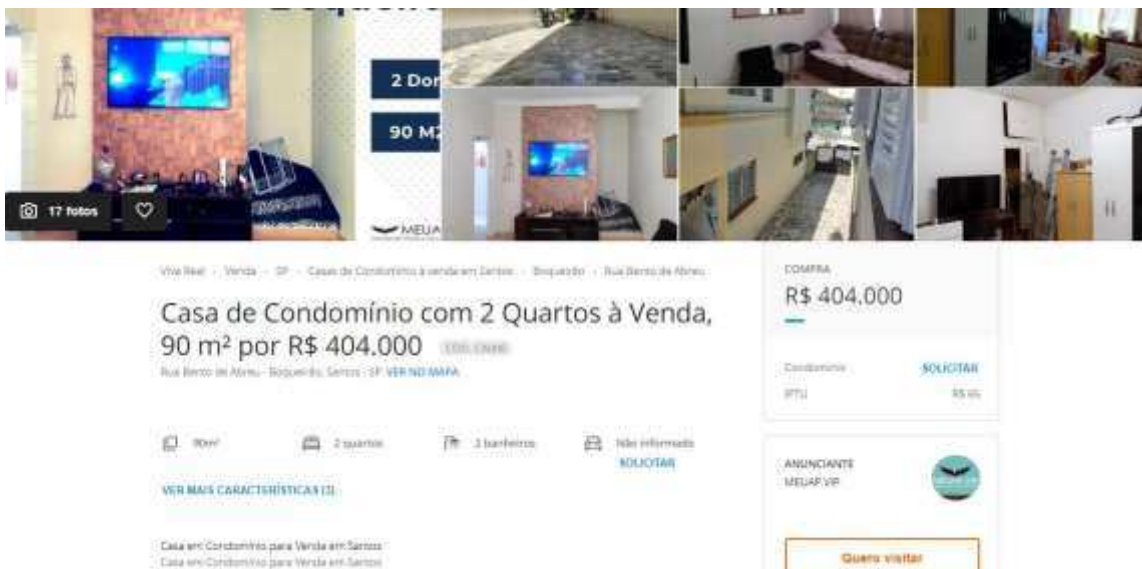 2 Dor
90 M2
17 fotos
MEUA
Viva Real - Venda - SP - Casas de Condomínio à venda em Santos - Boqueirão - Rua Bento de Abreu
Casa de Condomínio com 2 Quartos à Venda,
90 m² por R$ 404.000
Rua Bento de Abreu - Boqueirão, Santos - SP VER NO MAPA
90m²
2 quartos
2 banheiros
Não informado
SOLICITAR
VER MAIS CARACTERÍSTICAS
Casa em Condomínio para Venda em Santos
Casa em Condomínio para Venda em Santos
COMPRA
R$ 404.000
Condomínio SOLICITAR
IPTU R$
ANUNCIANTE
MEUAP.VIP
Quero visitar